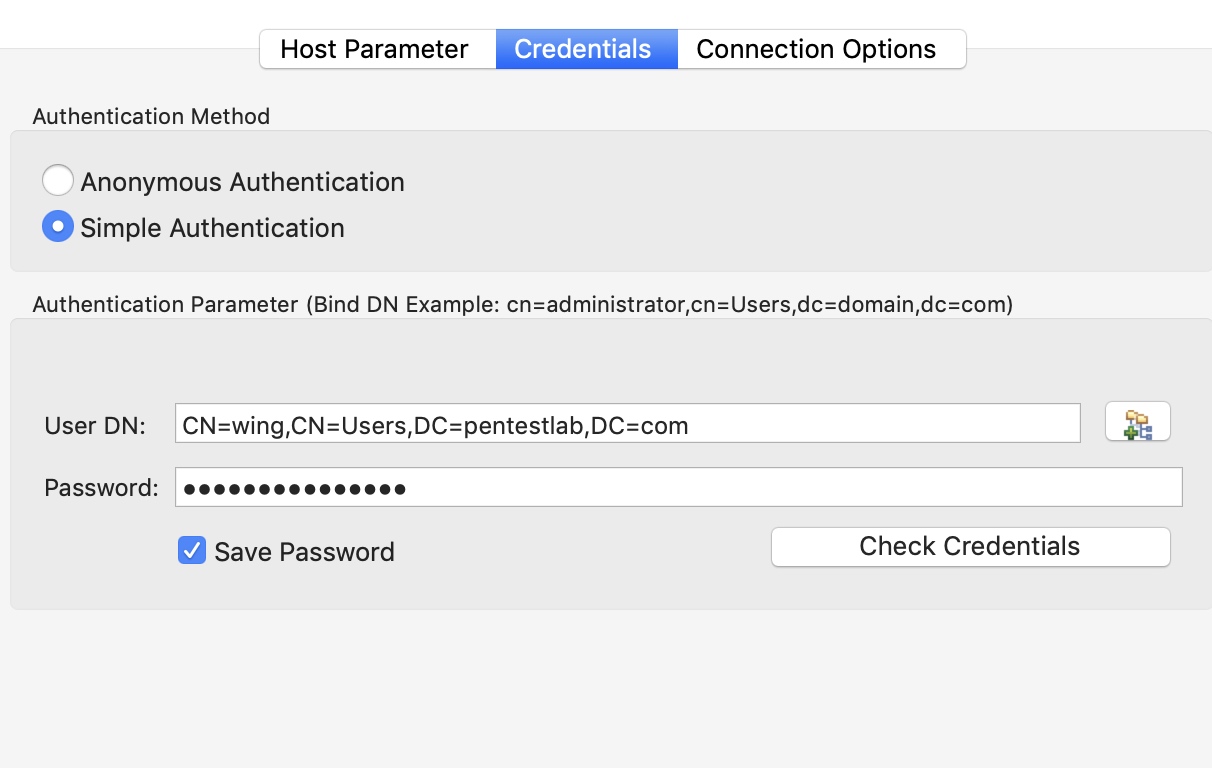 Host Parameter Credentials Connection Options
Authentication Method
Anonymous Authentication
Simple Authentication
Authentication Parameter (Bind DN Example: cn=administrator,cn=Users,dc=domain,dc=com)
User DN: CN=wing,CN=Users,DC=pentestlab,DC=com
Password: ●●●●●●●●●●●●●●●
Save Password Check Credentials